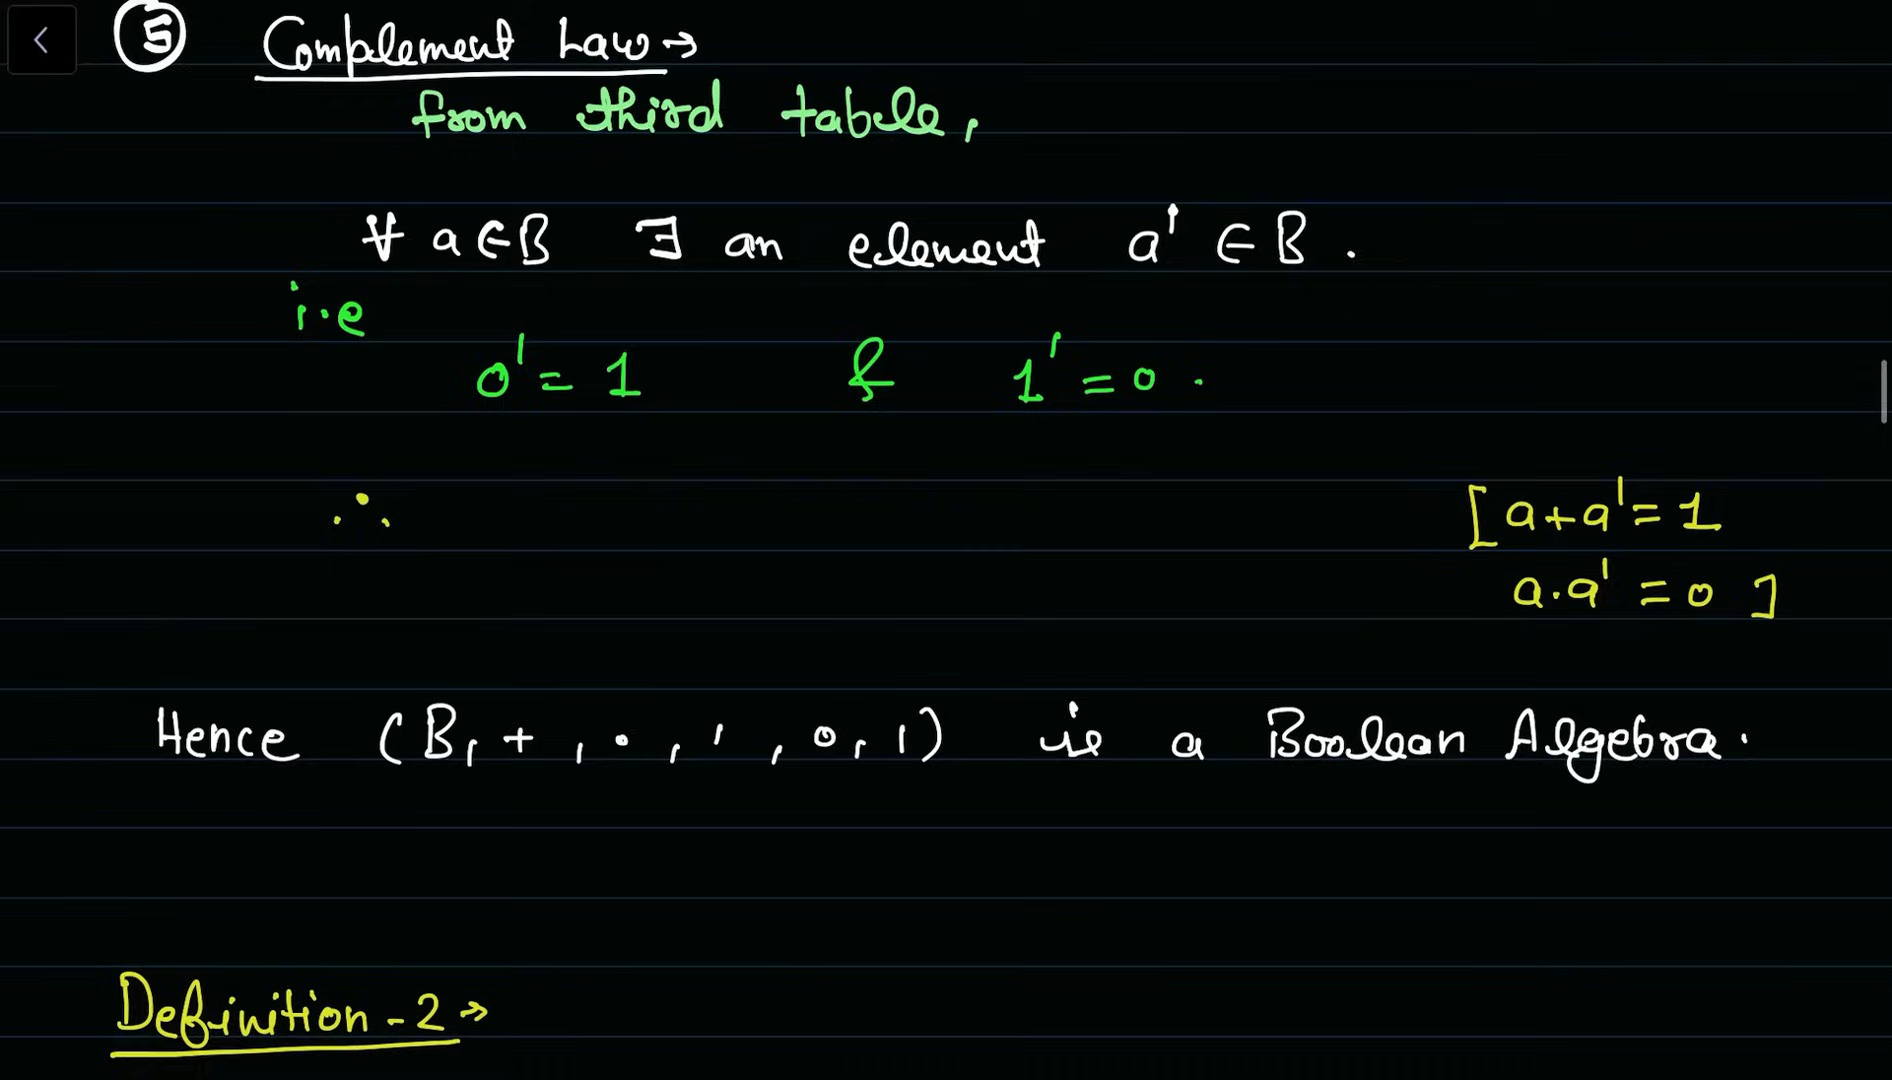 ⑤ Complement Law →
from third tabele,
∀ a ∈ B ∃ an element a' ∈ B .
i.e
0' = 1 & 1' = 0 .
∴ [ a + a' = 1
a . a' = 0 ]
Hence (B, + , • , ' , 0, 1) is a Boolean Algebra.
Definition - 2 →